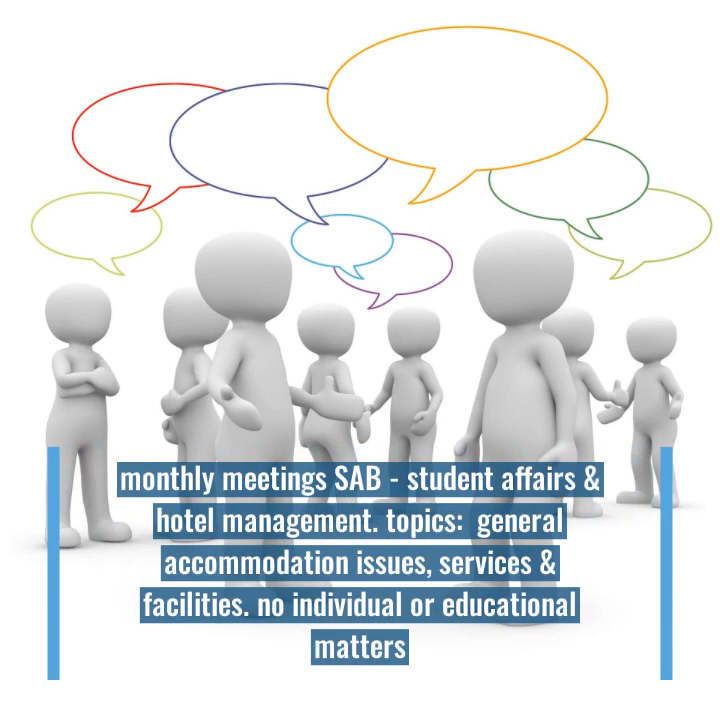 monthly meetings SAB - student affairs &
hotel management. topics:  general
accommodation issues, services &
facilities. no individual or educational
matters